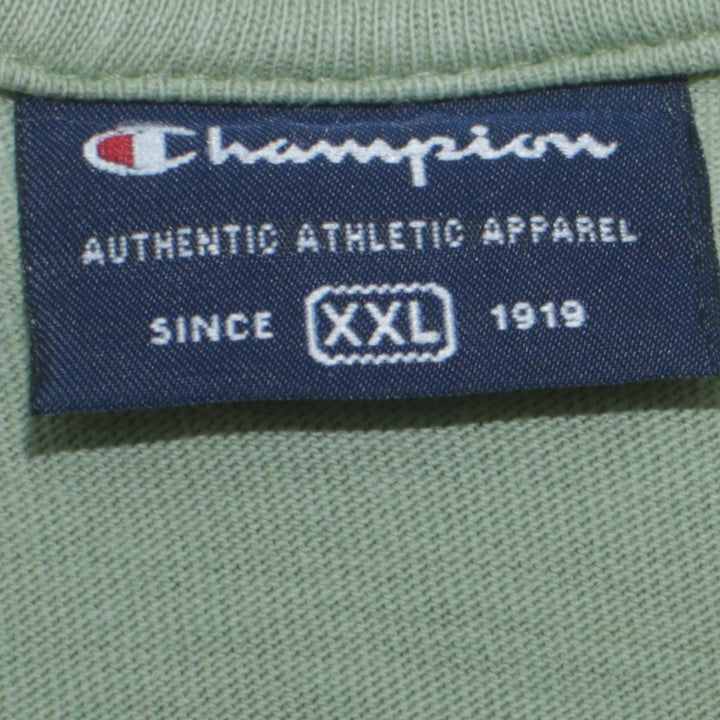 Champion
AUTHENTIC ATHLETIC APPAREL
SINCE XXL 1919